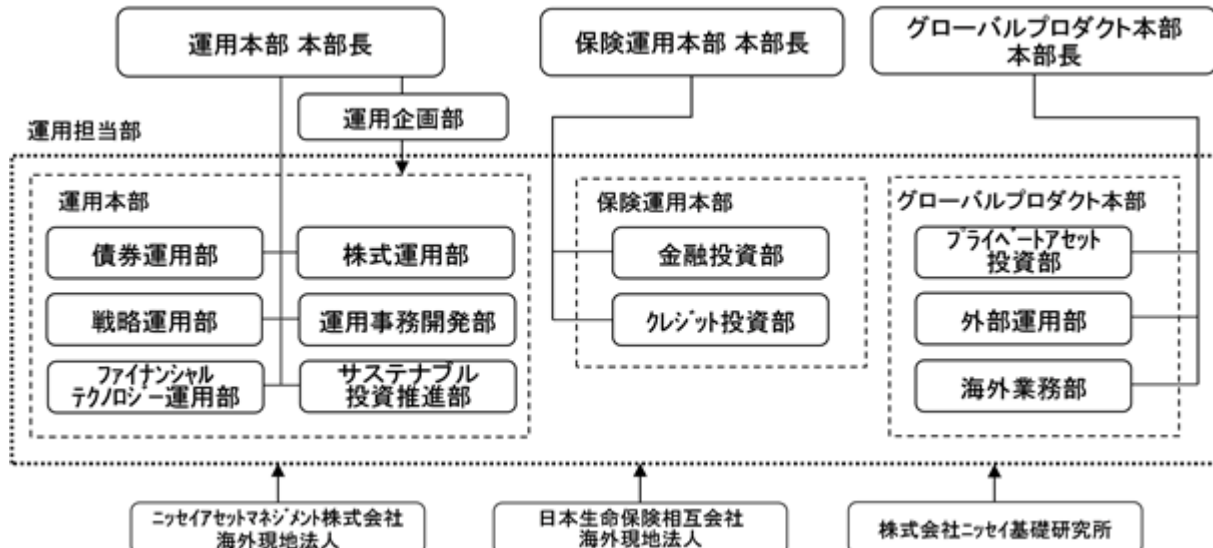 運用本部 本部長
保険運用本部 本部長
グローバルプロダクト本部
本部長
運用企画部
運用担当部
運用本部
債券運用部
株式運用部
戦略運用部
運用事務開発部
ファイナンシャル
テクノロジー運用部
サステナブル
投資推進部
保険運用本部
金融投資部
クレジット投資部
グローバルプロダクト本部
プライベートアセット
投資部
外部運用部
海外業務部
ニッセイアセットマネジメント株式会社
海外現地法人
日本生命保険相互会社
海外現地法人
株式会社ニッセイ基礎研究所